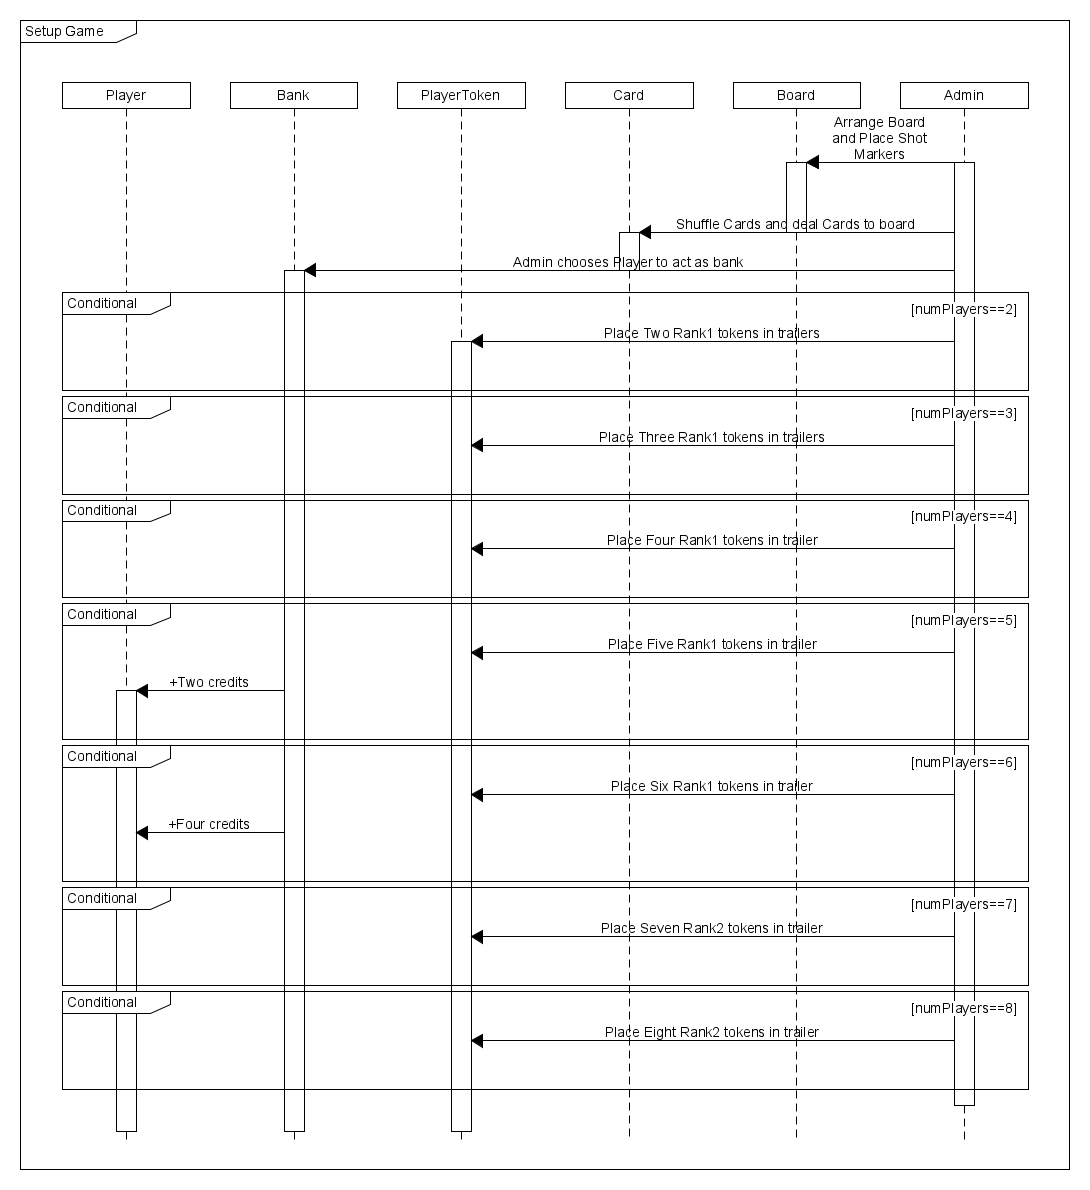 Setup Game
Player
Bank
PlayerToken
Card
Board
Admin
Arrange Board
and Place Shot
Markers
Shuffle Cards and deal Cards to board
Admin chooses Player to act as bank
Conditional
[numPlayers==2]
Place Two Rank1 tokens in trailers
Conditional
[numPlayers==3]
Place Three Rank1 tokens in trailers
Conditional
[numPlayers==4]
Place Four Rank1 tokens in trailer
Conditional
[numPlayers==5]
Place Five Rank1 tokens in trailer
+Two credits
Conditional
[numPlayers==6]
Place Six Rank1 tokens in trailer
+Four credits
Conditional
[numPlayers==7]
Place Seven Rank2 tokens in trailer
Conditional
[numPlayers==8]
Place Eight Rank2 tokens in trailer